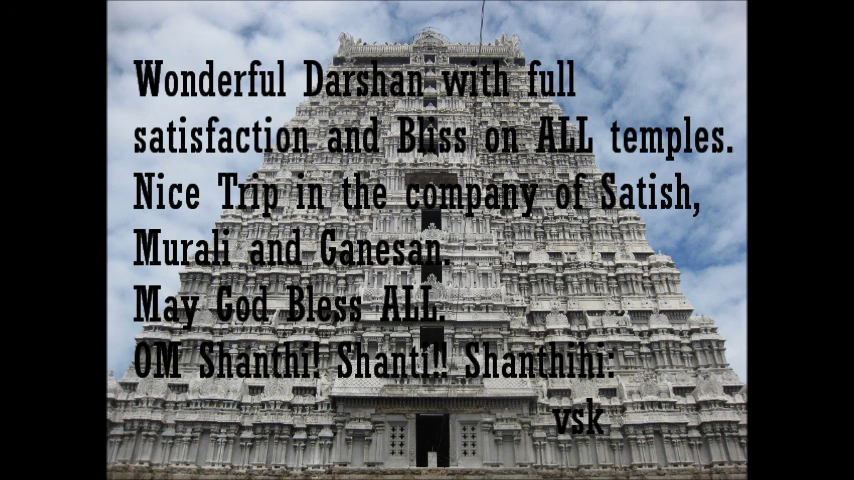 Wonderful Darshan with full
satisfaction and Bliss on ALL temples.
Nice Trip in the company of Satish,
Murali and Ganesan.
May God Bless ALL.
OM Shanthi! Shanti!! Shanthihi:
vsk